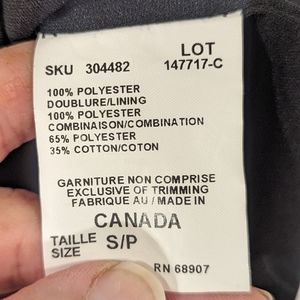 LOT
SKU 304482 147717-C
100% POLYESTER
DOUBLURE/LINING
100% POLYESTER
COMBINAISON/COMBINATION
65% POLYESTER
35% COTTON/COTON
GARNITURE NON COMPRISE
EXCLUSIVE OF TRIMMING
FABRIQUE AU / MADE IN
CANADA
TAILLE
SIZE S/P
RN 68907